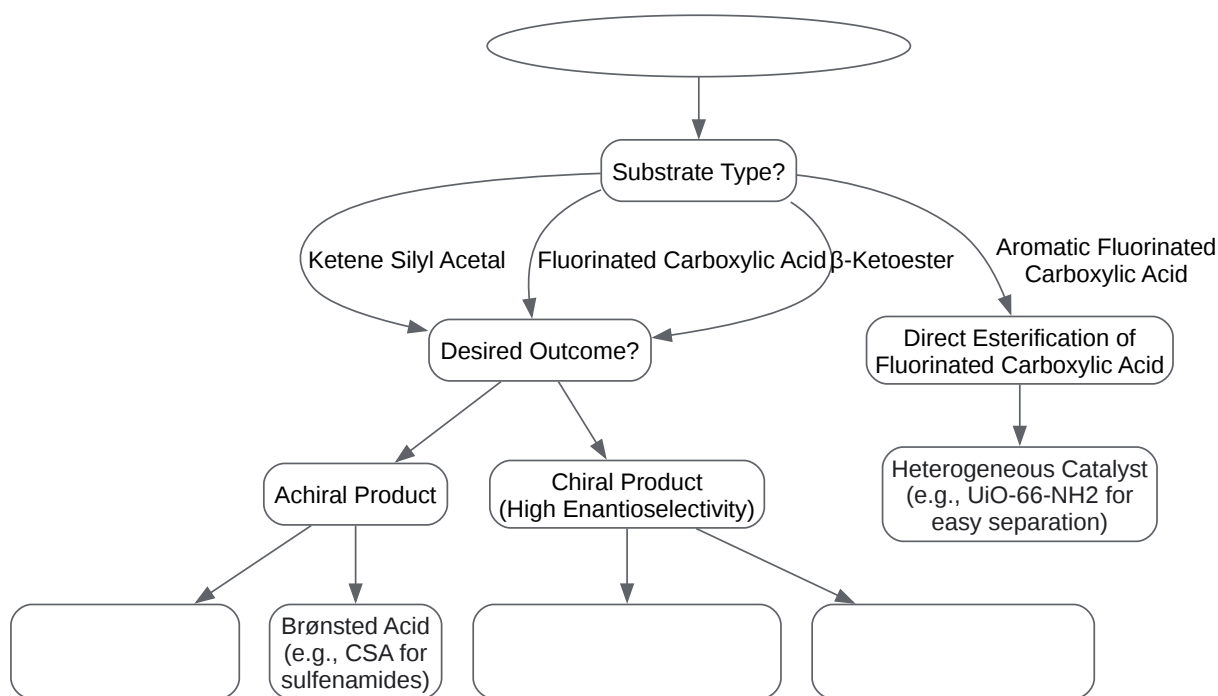 Substrate Type?
Ketene Silyl Acetal
Fluorinated Carboxylic Acid
β-Ketoester
Aromatic Fluorinated
Carboxylic Acid
Desired Outcome?
Direct Esterification of
Fluorinated Carboxylic Acid
Achiral Product
Chiral Product
(High Enantioselectivity)
Heterogeneous Catalyst
(e.g., UiO-66-NH2 for
easy separation)
Brønsted Acid
(e.g., CSA for
sulfenamides)